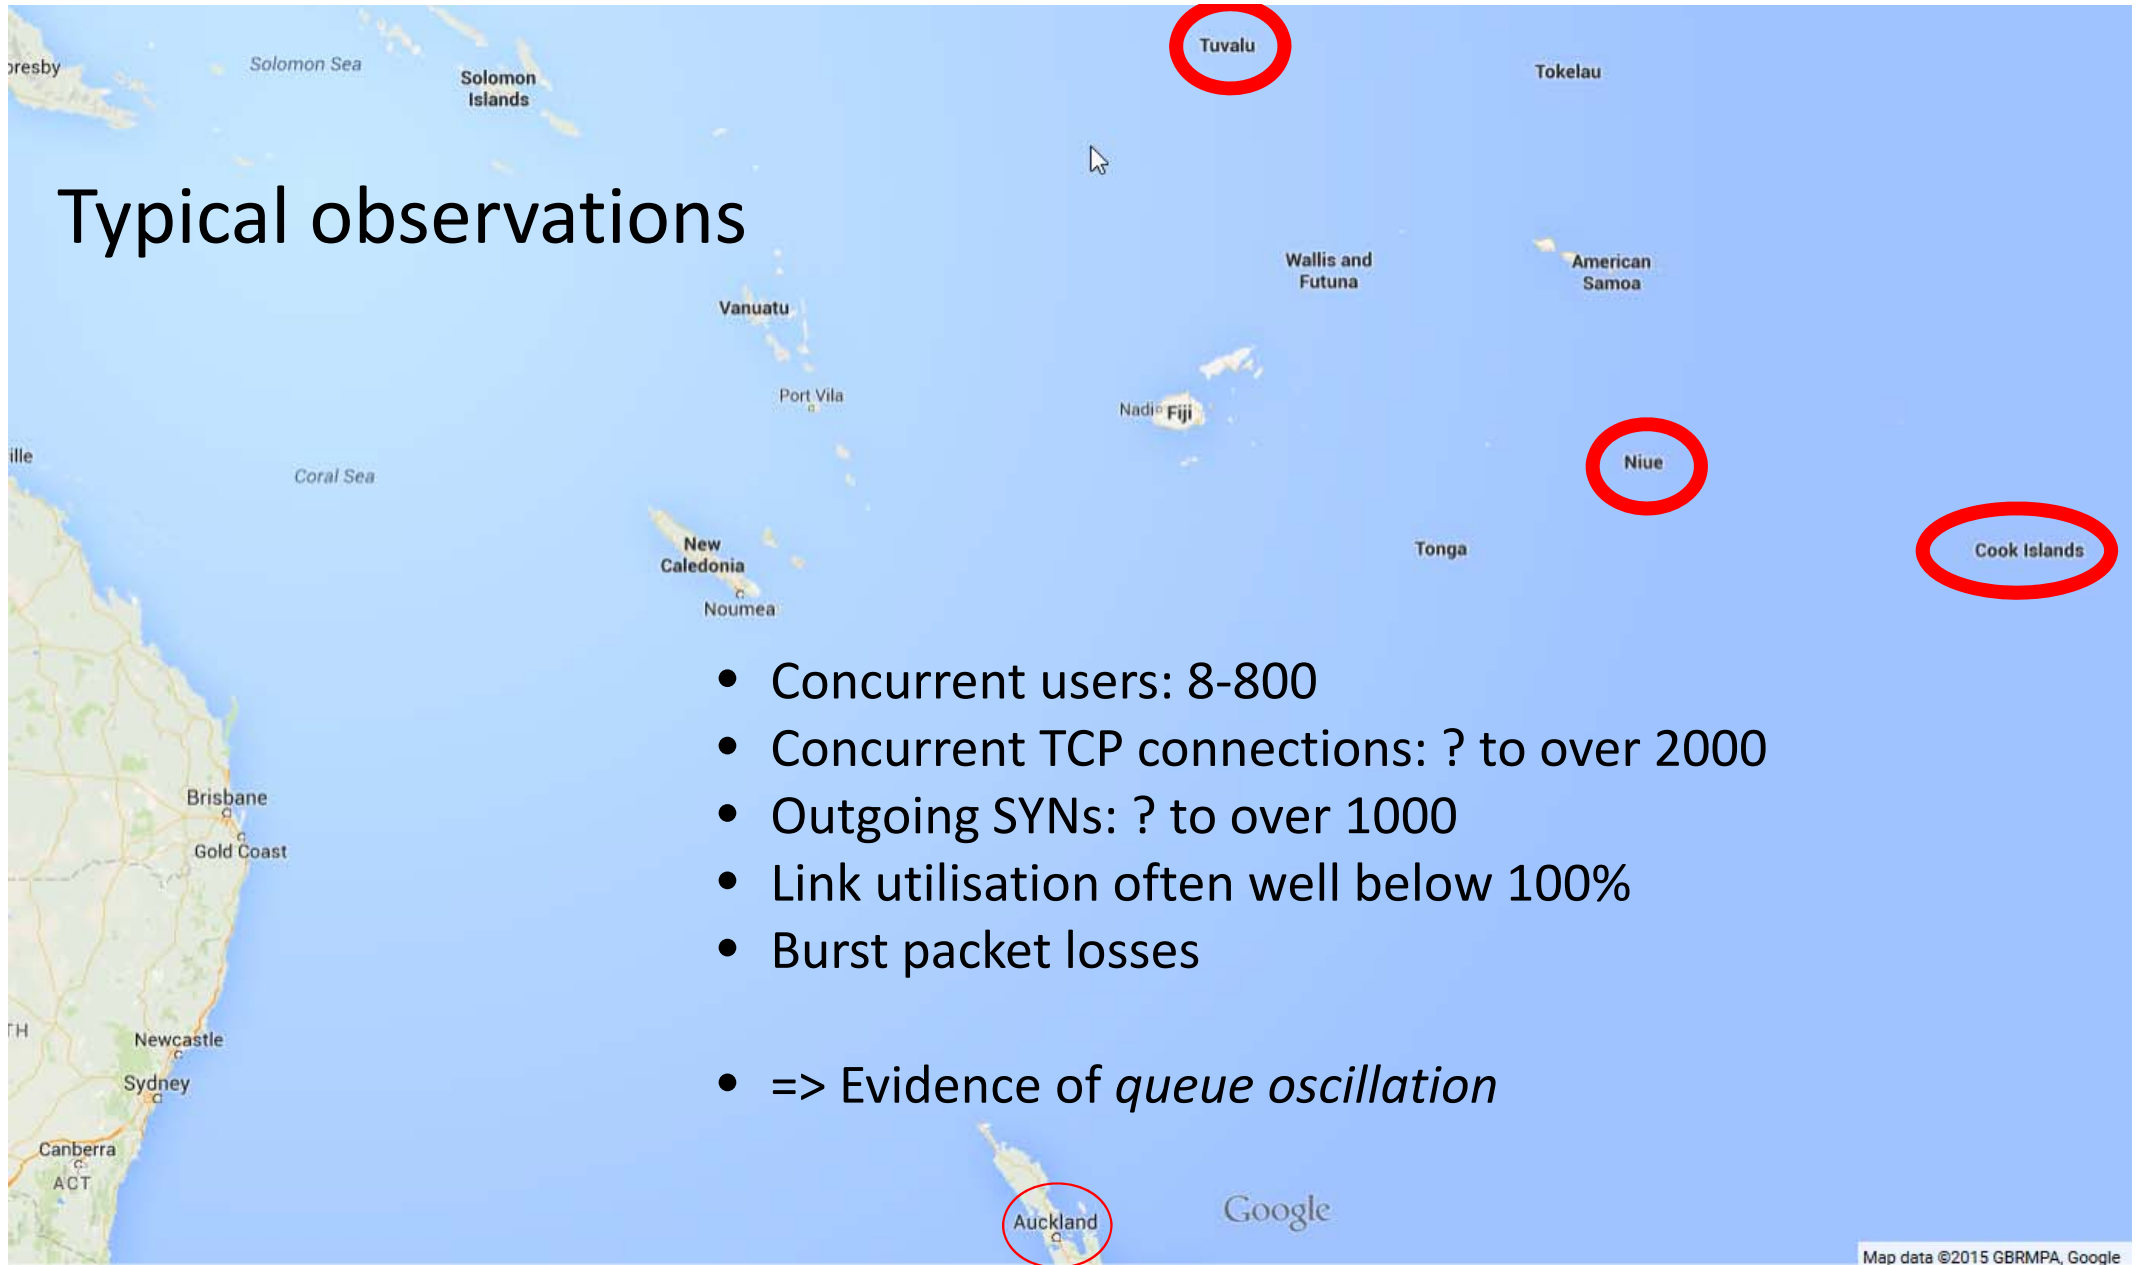 Tuvalu
oresby
Solomon Sea
Solomon
Islands
Tokelau
Typical observations
Wallis and
Futuna
American
Samoa
Vanuatu
Port Vila
Nadi
Fiji
ille
Coral Sea
Niue
New
Caledonia
Noumea
Tonga
Cook Islands
• Concurrent users: 8-800
• Concurrent TCP connections: ? to over 2000
• Outgoing SYNs: ? to over 1000
• Link utilisation often well below 100%
• Burst packet losses
• => Evidence of queue oscillation
Brisbane
Gold Coast
TH
Newcastle
Sydney
Canberra
ACT
Auckland
Google
Map data ©2015 GBRMPA, Google